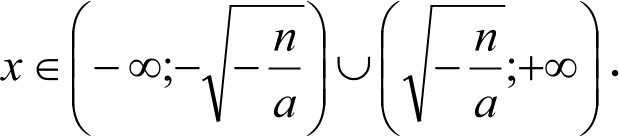 x ∈ (−∞; −√(−n/a)) ∪ (√(−n/a); +∞).